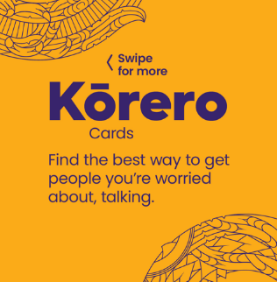 Swipe
for more
Kōrero
Cards
Find the best way to get
people you're worried
about, talking.